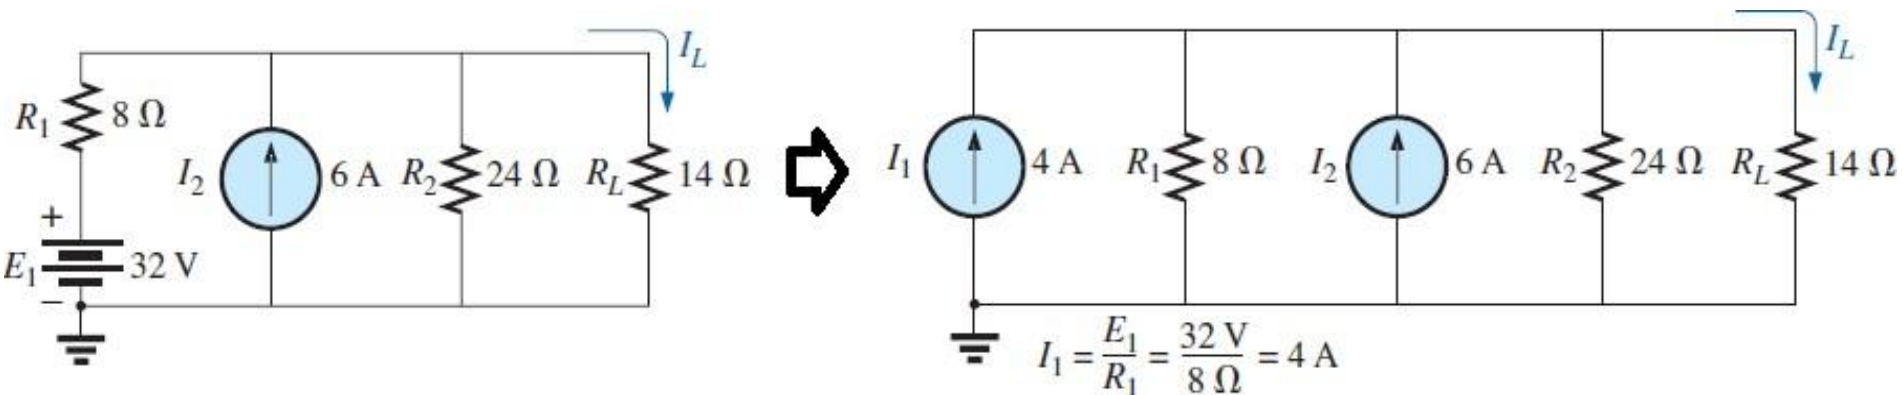 I_L
R_1 8 Ω
I_2 6 A R_2 24 Ω R_L 14 Ω
+
E_1 32 V
−
I_L
I_1 4 A R_1 8 Ω I_2 6 A R_2 24 Ω R_L 14 Ω
I_1 = E_1/R_1 = 32 V/8 Ω = 4 A